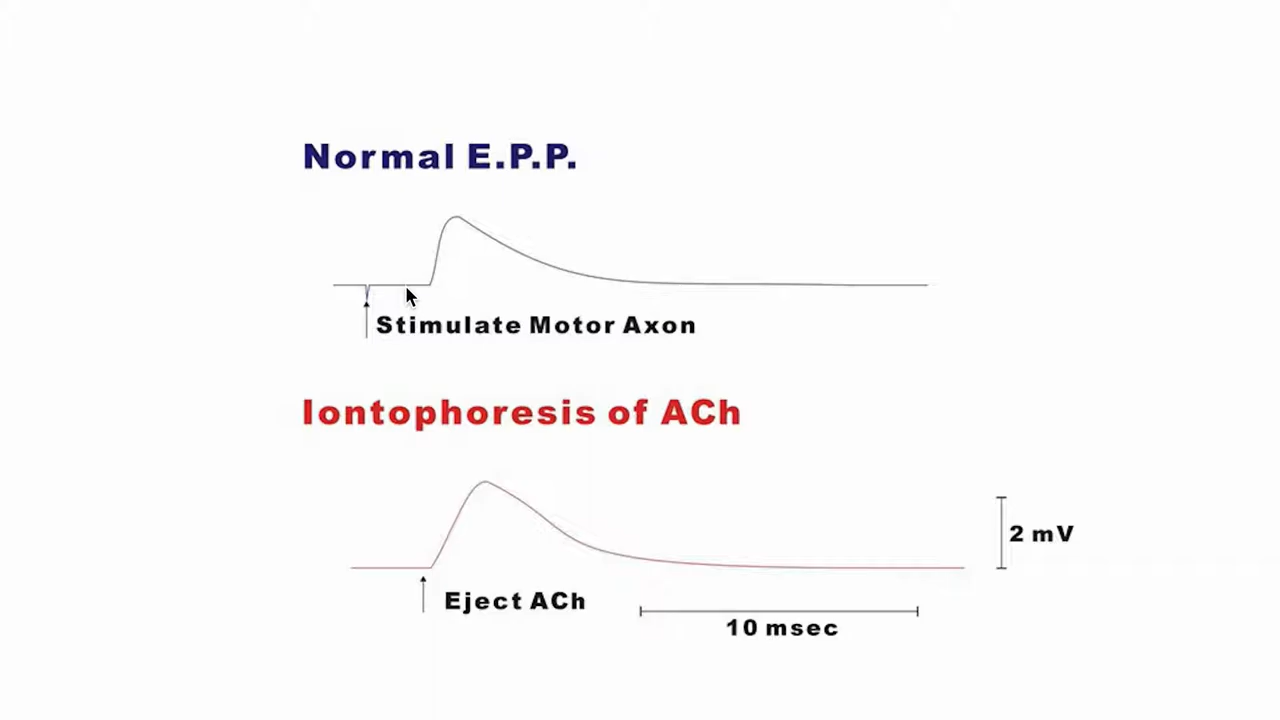 Normal E.P.P.
Stimulate Motor Axon
Iontophoresis of ACh
2 mV
Eject ACh
10 msec